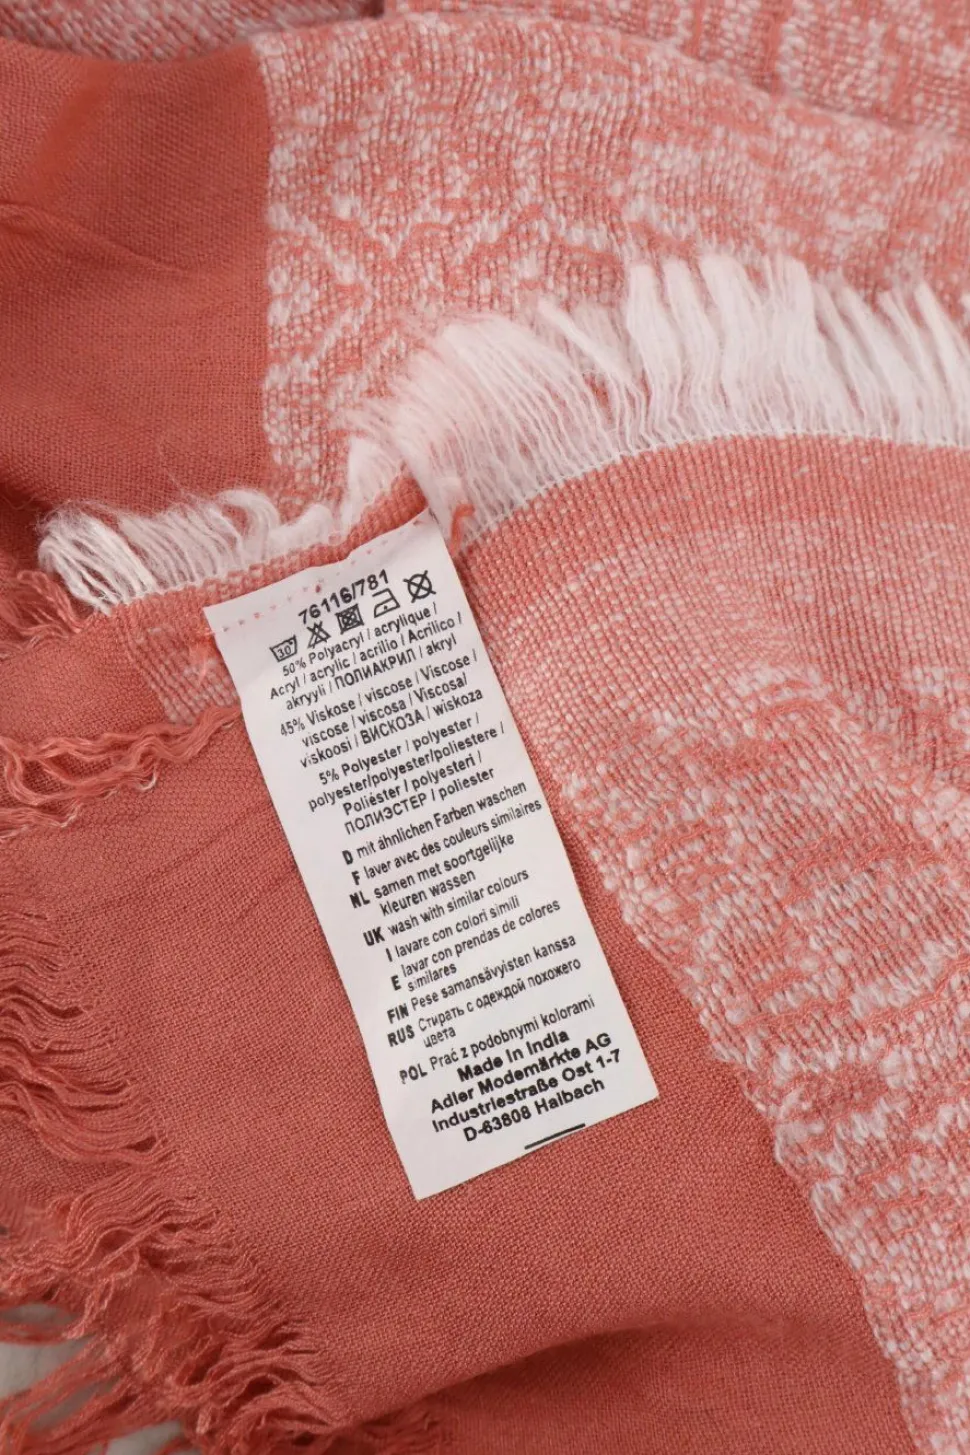 76116/781
30°
50% Polyacryl / acrylique /
Acryl / acrylic / acrilio / Acrilico /
akryyli / ПОЛИАКРИЛ / akryl
45% Viskose / viscose / Viscose /
viscose / viscosa / Viscosa/
viskoosi / ВИСКОЗА / wiskoza
5% Polyester / polyester /
polyester/polyester/poliestere /
Poliéster / polyesteri /
ПОЛИЭСТЕР / poliester
D mit ähnlichen Farben waschen
F laver avec des couleurs similaires
NL samen met soortgelijke
kleuren wassen
UK wash with similar colours
I lavare con colori simili
E lavar con prendas de colores
similares
FIN Pese samansävyisten kanssa
RUS Стирать с одеждой похожего
цвета
POL Prać z podobnymi kolorami
Made in India
Adler Modemärkte AG
Industriestraße Ost 1-7
D-63808 Haibach